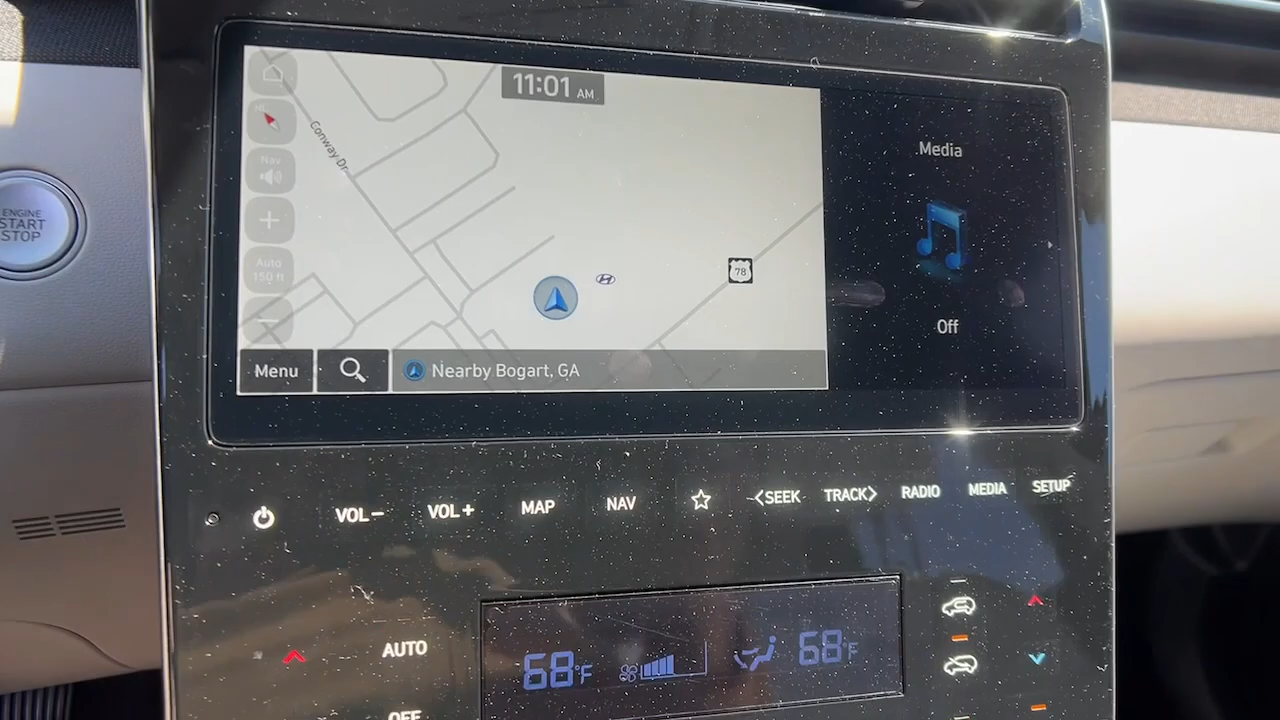 11:01 AM
Conway Dr
Nav
Auto
150 ft
78
Menu
Nearby Bogart, GA
Media
Off
ENGINE
START
STOP
VOL− VOL+ MAP NAV <SEEK TRACK> RADIO MEDIA SETUP
AUTO
OFF
68°F
68°F